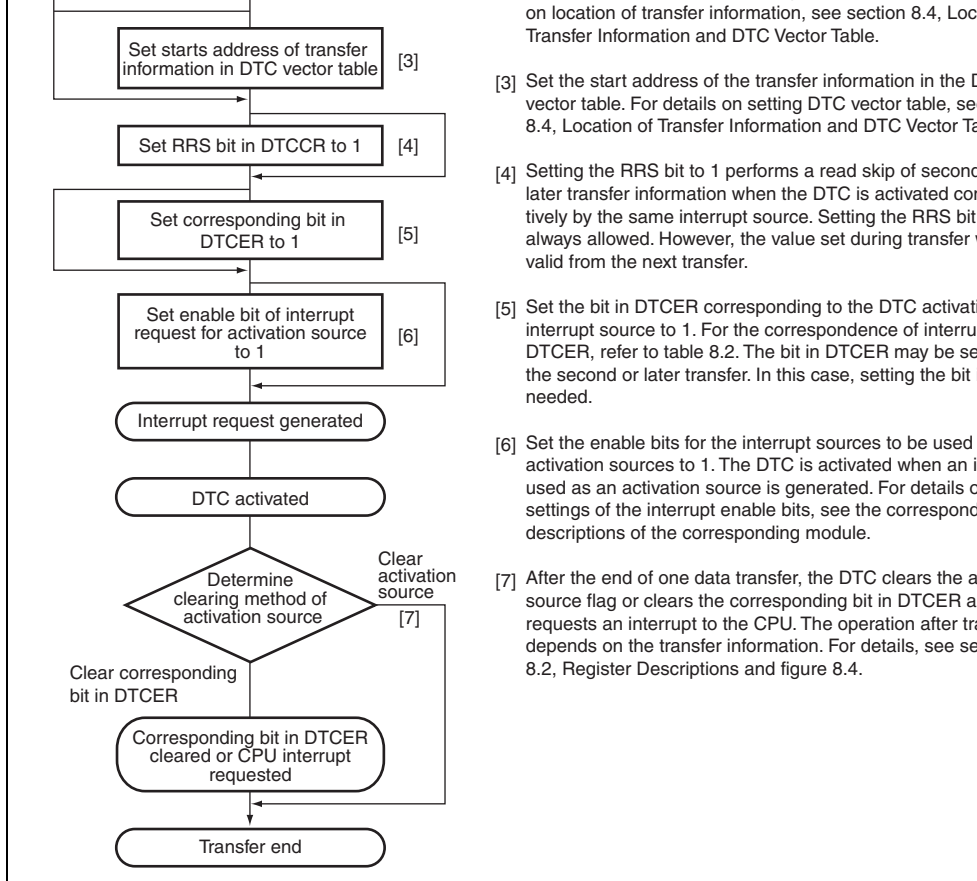 Set starts address of transfer
information in DTC vector table
[3]
Set RRS bit in DTCCR to 1
[4]
Set corresponding bit in
DTCER to 1
[5]
Set enable bit of interrupt
request for activation source
to 1
[6]
Interrupt request generated
DTC activated
Determine
clearing method of
activation source
Clear
activation
source
[7]
Clear corresponding
bit in DTCER
Corresponding bit in DTCER
cleared or CPU interrupt
requested
Transfer end
on location of transfer information, see section 8.4, Loc
Transfer Information and DTC Vector Table.
[3] Set the start address of the transfer information in the
vector table. For details on setting DTC vector table, se
8.4, Location of Transfer Information and DTC Vector Ta
[4] Setting the RRS bit to 1 performs a read skip of second
later transfer information when the DTC is activated con
tively by the same interrupt source. Setting the RRS bit
always allowed. However, the value set during transfer
valid from the next transfer.
[5] Set the bit in DTCER corresponding to the DTC activati
interrupt source to 1. For the correspondence of interru
DTCER, refer to table 8.2. The bit in DTCER may be se
the second or later transfer. In this case, setting the bit
needed.
[6] Set the enable bits for the interrupt sources to be used
activation sources to 1. The DTC is activated when an i
used as an activation source is generated. For details o
settings of the interrupt enable bits, see the correspond
descriptions of the corresponding module.
[7] After the end of one data transfer, the DTC clears the a
source flag or clears the corresponding bit in DTCER a
requests an interrupt to the CPU. The operation after tra
depends on the transfer information. For details, see se
8.2, Register Descriptions and figure 8.4.